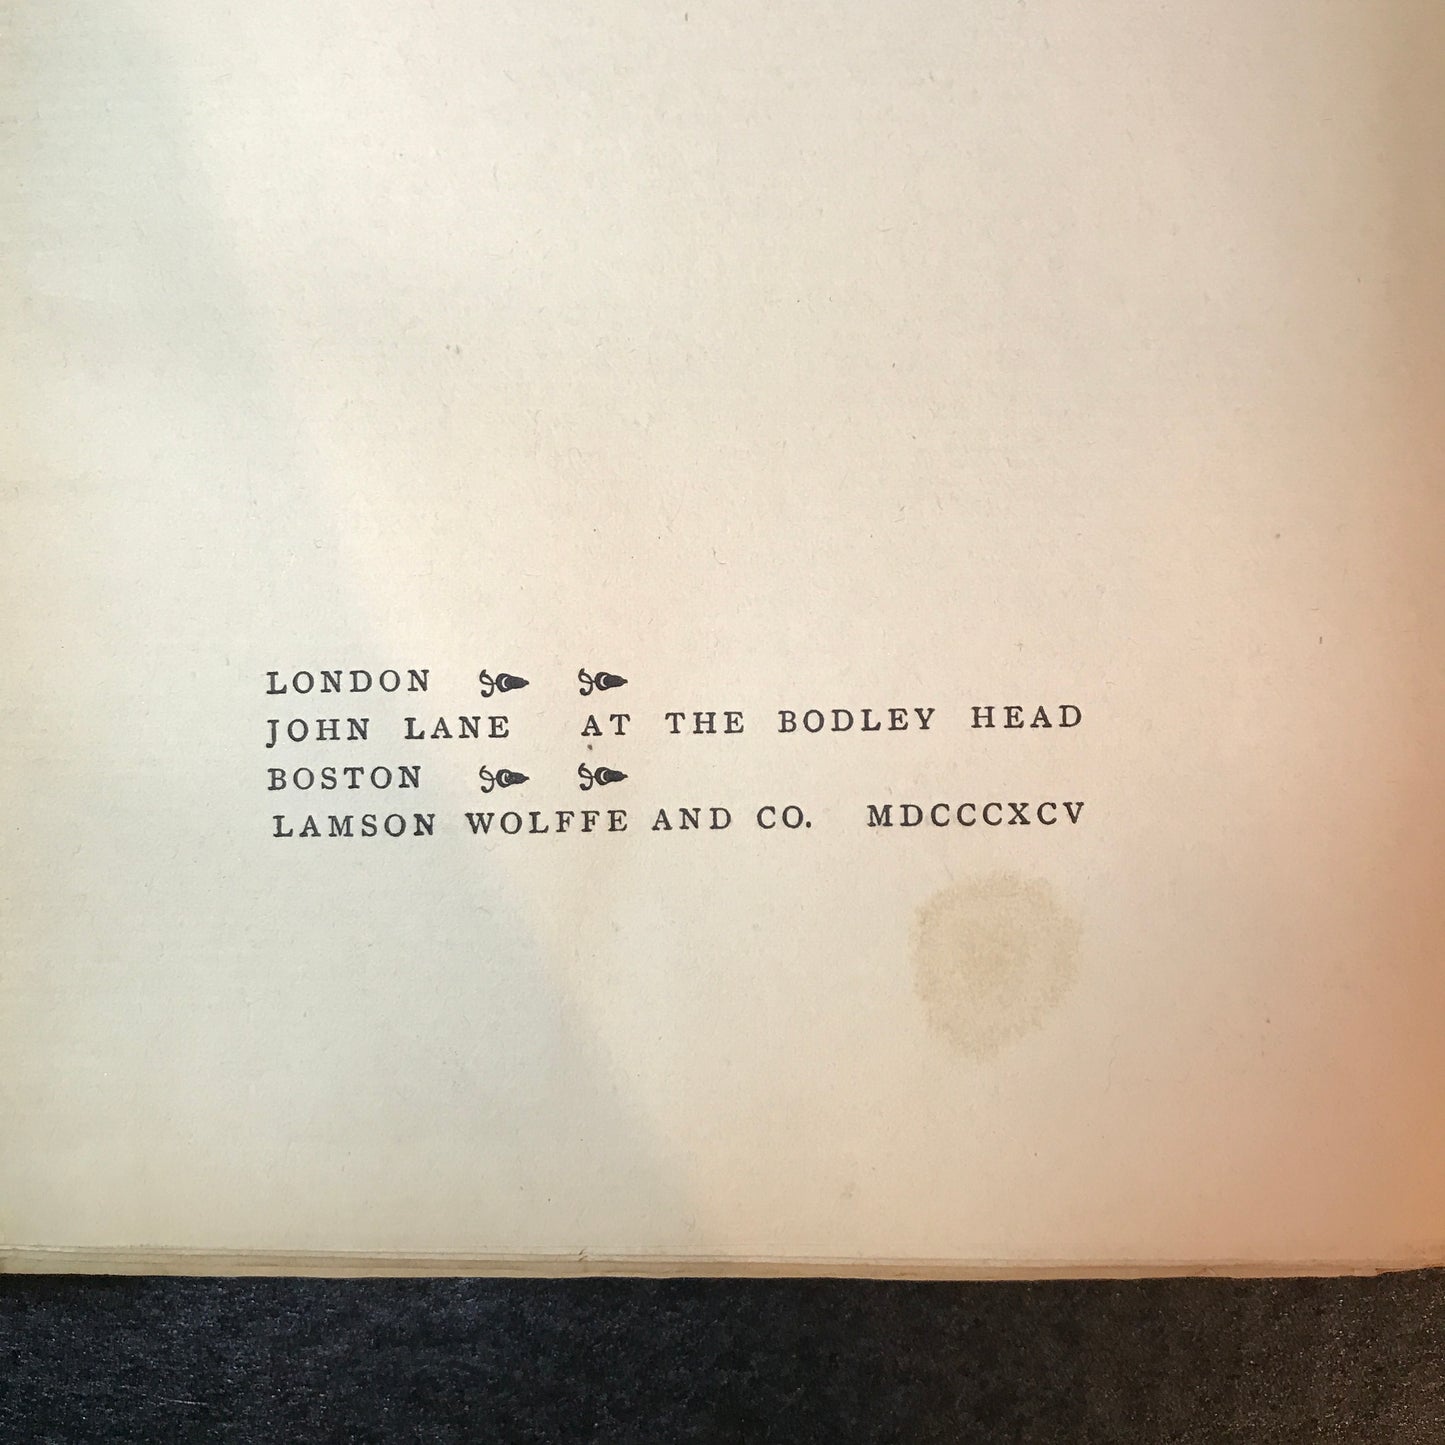 LONDON
JOHN LANE AT THE BODLEY HEAD
BOSTON
LAMSON WOLFFE AND CO. MDCCCXCV